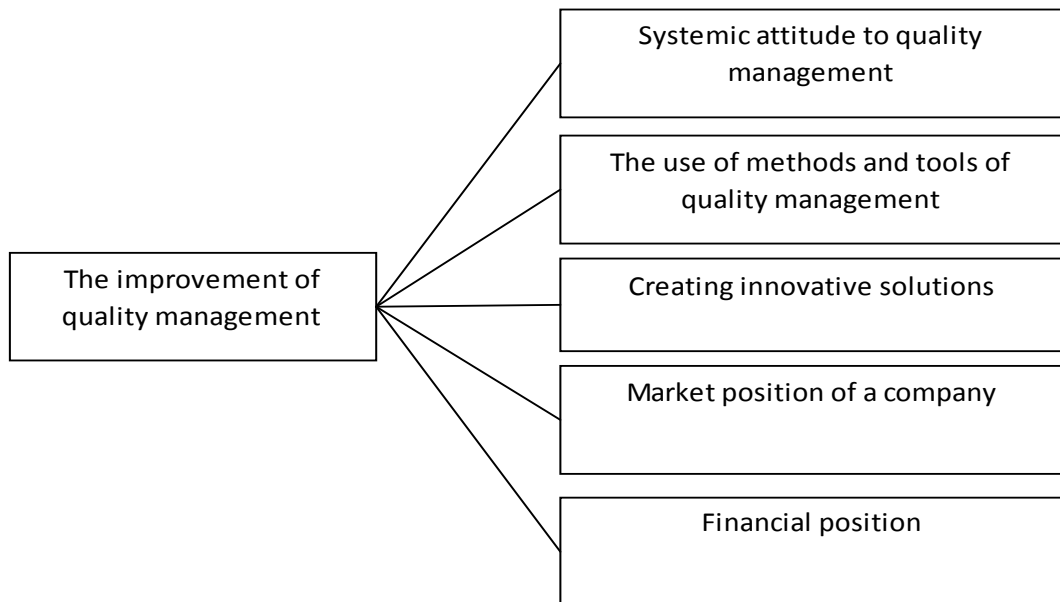 Systemic attitude to quality
management
The use of methods and tools of
quality management
The improvement of
quality management
Creating innovative solutions
Market position of a company
Financial position